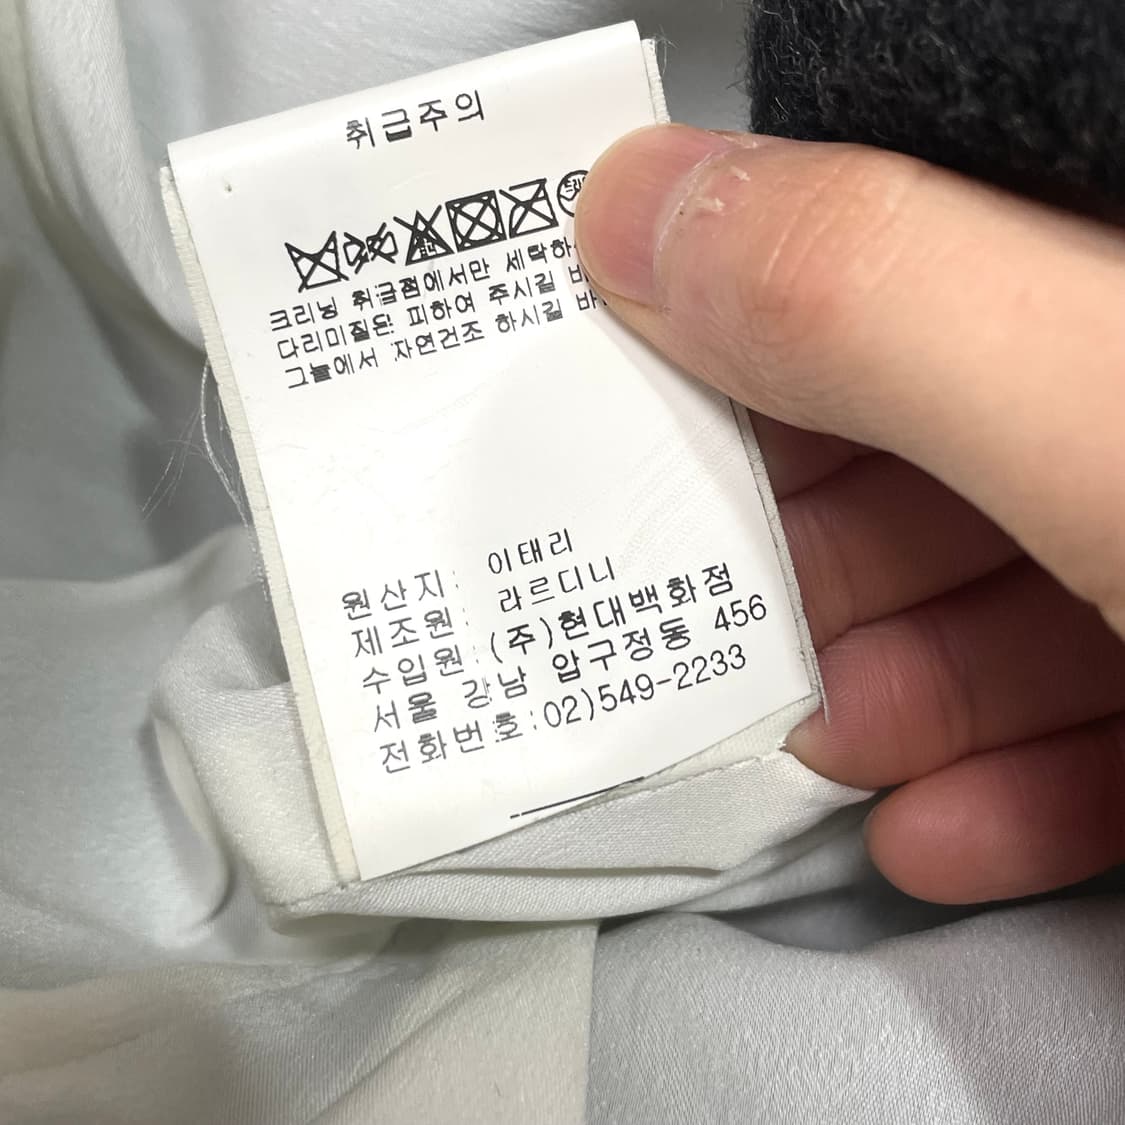 취급주의
크리닝 취급점에서만 세탁하
다리미질은 피하여 주시길 바
그늘에서 자연건조 하시길 바
원산지: 이태리
제조원: 라르디니
수입원:(주)현대백화점
서울 강남 압구정동 456
전화번호:02)549-2233